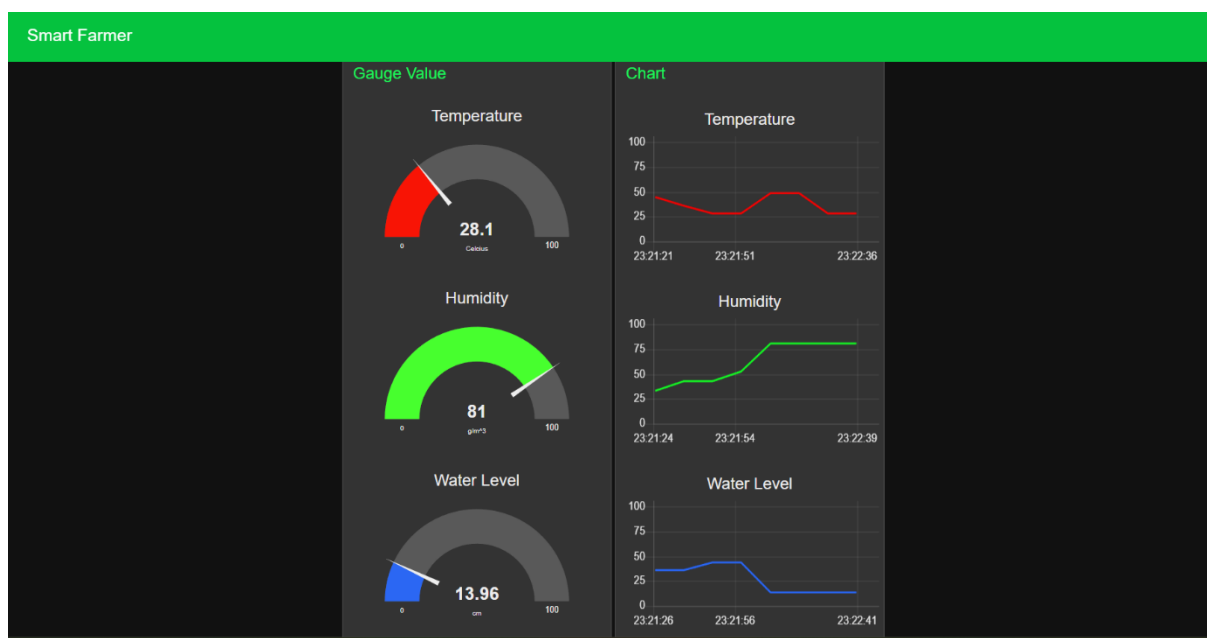 Smart Farmer
Gauge Value
Temperature
28.1
Celcius
0
100
Humidity
81
g/m^3
0
100
Water Level
13.96
cm
0
100
Chart
Temperature
100
75
50
25
0
23:21:21 23:21:51 23:22:36
Humidity
100
75
50
25
0
23:21:24 23:21:54 23:22:39
Water Level
100
75
50
25
0
23:21:26 23:21:56 23:22:41